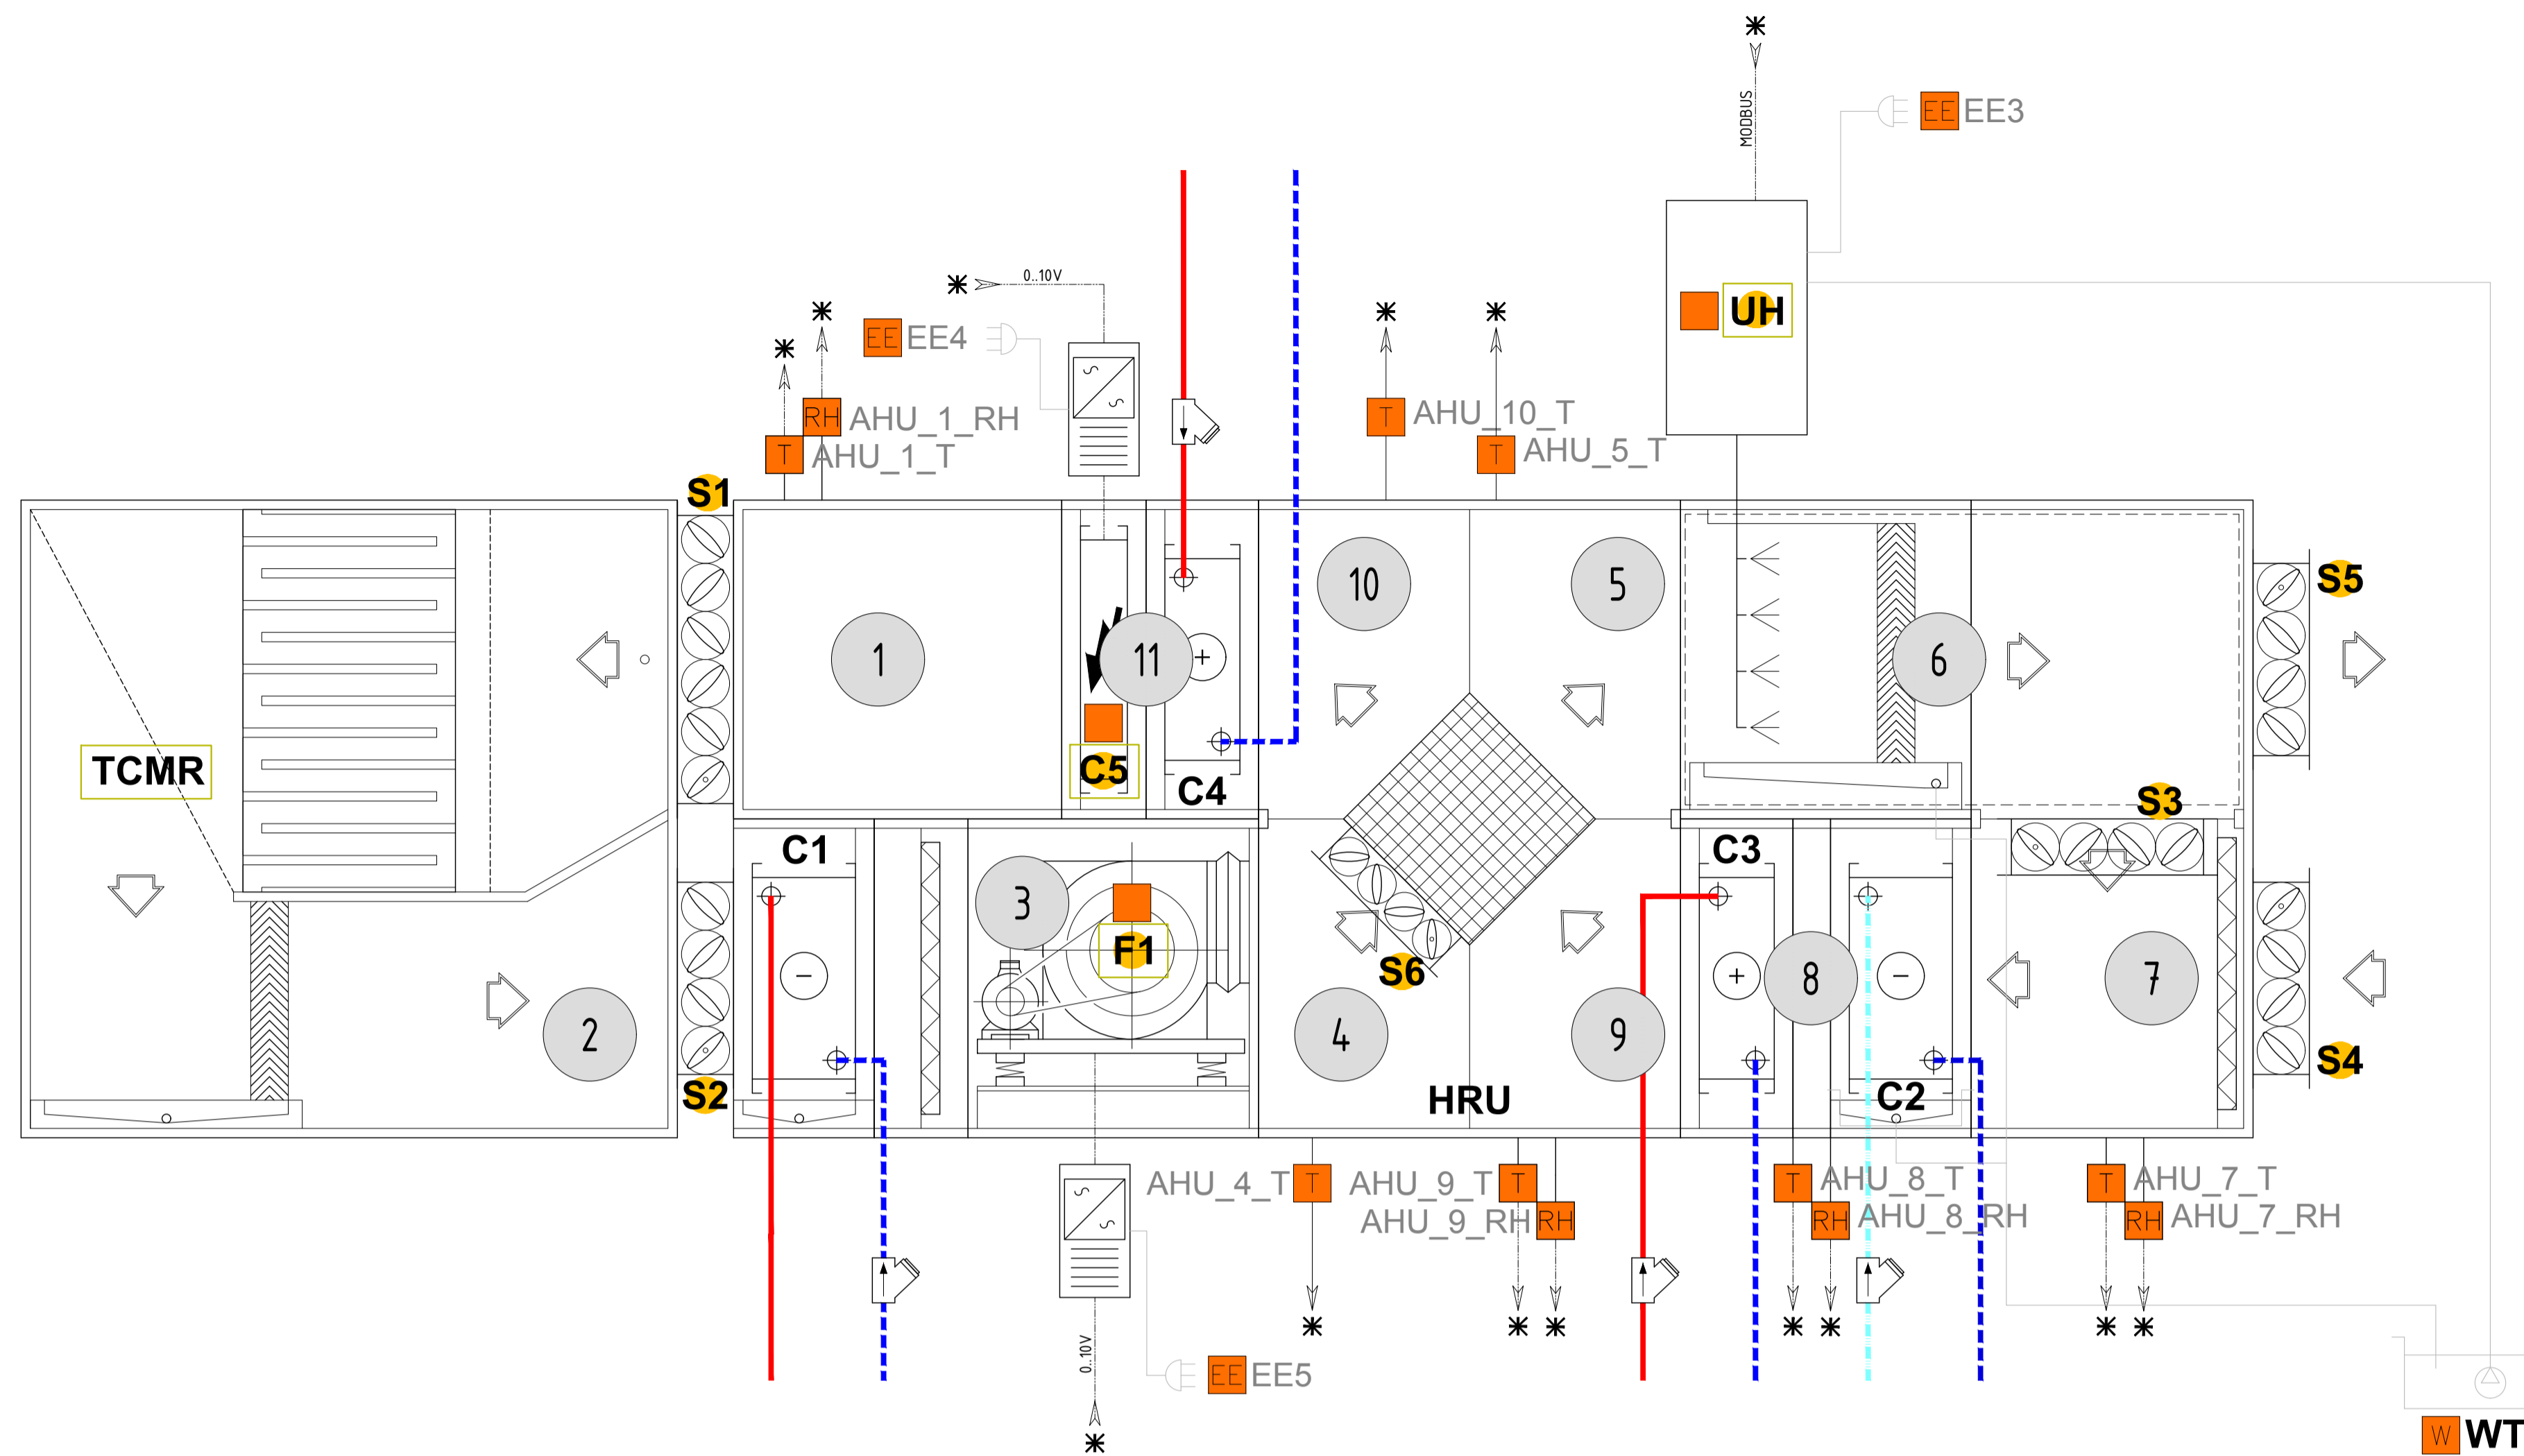 MODBUS
EE EE3
0..10V
UH
EE EE4
RH AHU_1_RH
T AHU_1_T
T AHU_10_T
T AHU_5_T
S1
10
5
S5
1
11
6
TCMR
C5
C4
S3
C1
C3
3
F1
S6
8
7
2
4
9
S2
HRU
C2
S4
AHU_4_T T
AHU_9_T T
AHU_9_RH RH
T AHU_8_T
RH AHU_8_RH
T AHU_7_T
RH AHU_7_RH
0..10V
EE EE5
W WT